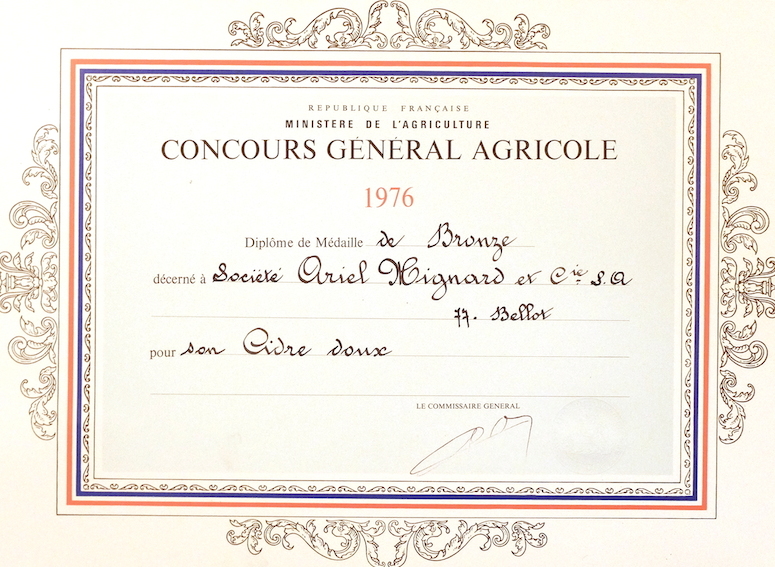 REPUBLIQUE FRANÇAISE
MINISTERE DE L'AGRICULTURE
CONCOURS GÉNÉRAL AGRICOLE
1976
Diplôme de Médaille de Bronze
décerné à Société Ariel Mignard et Cie S.A
77. Bellot
pour son Cidre doux
LE COMMISSAIRE GENERAL